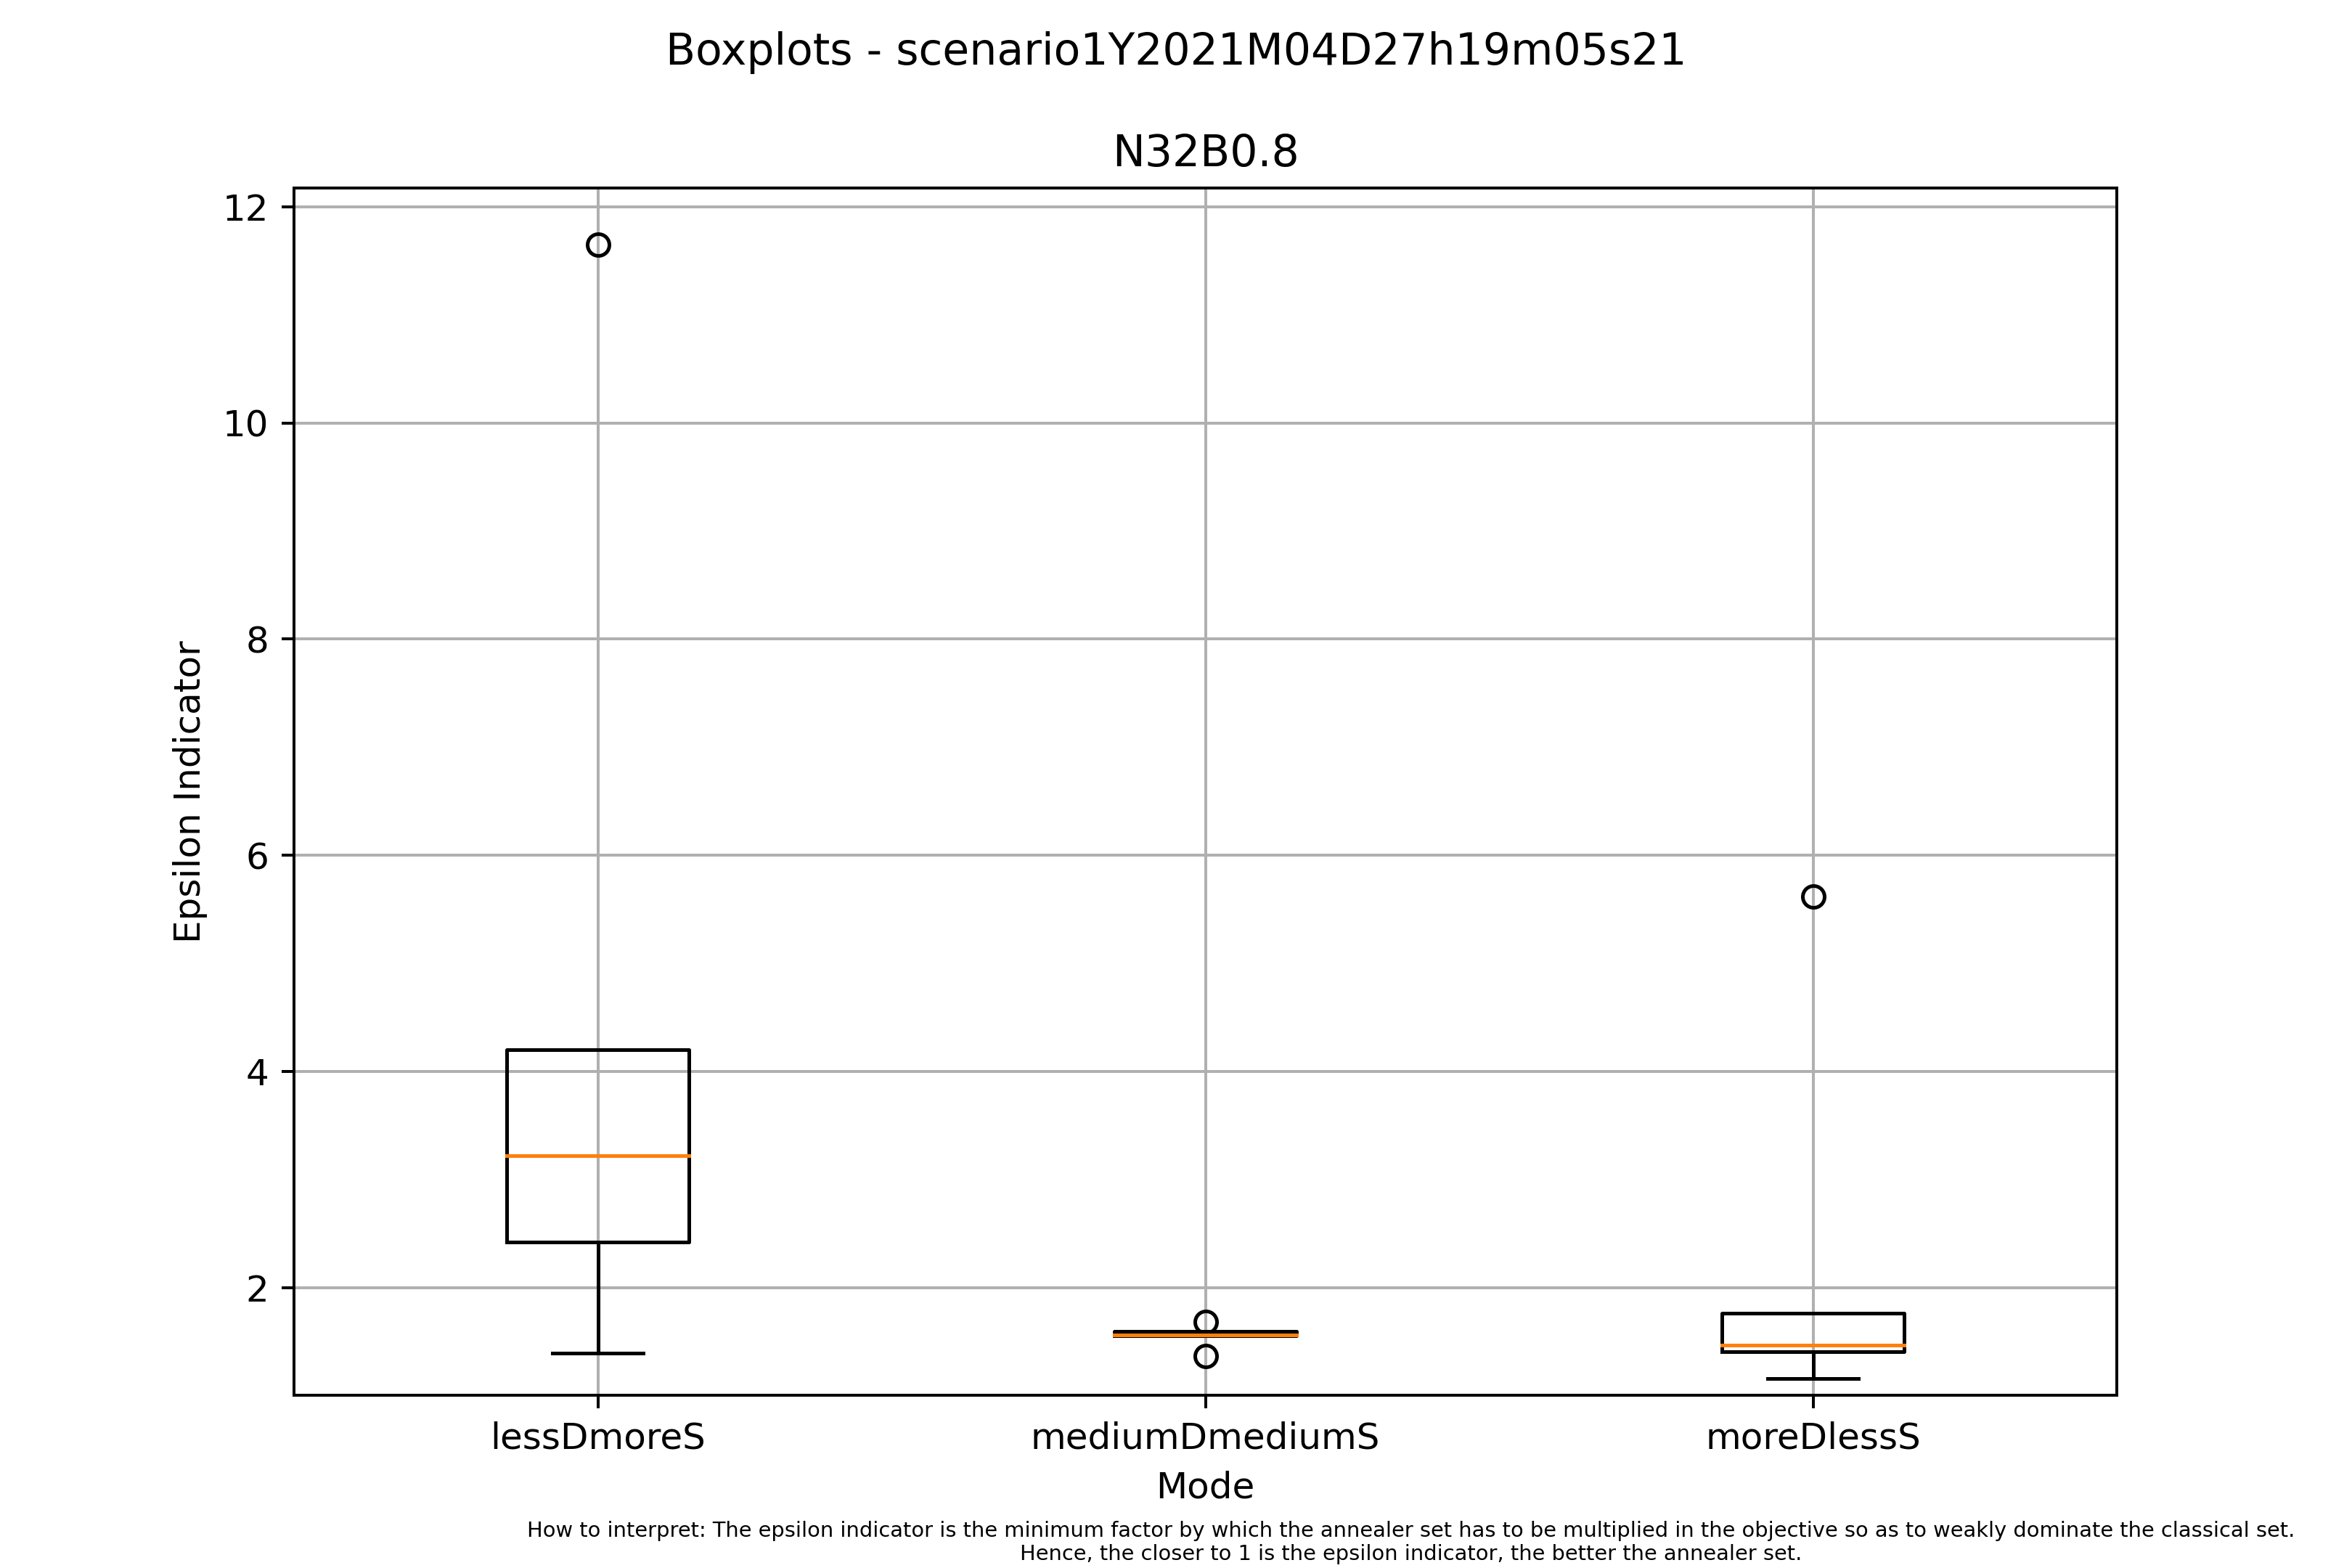 Boxplots - scenario1Y2021M04D27h19m05s21
N32B0.8
12
10
8
6
4
2
Epsilon Indicator
lessDmoreS
mediumDmediumS
moreDlessS
Mode
How to interpret: The epsilon indicator is the minimum factor by which the annealer set has to be multiplied in the objective so as to weakly dominate the classical set.
Hence, the closer to 1 is the epsilon indicator, the better the annealer set.